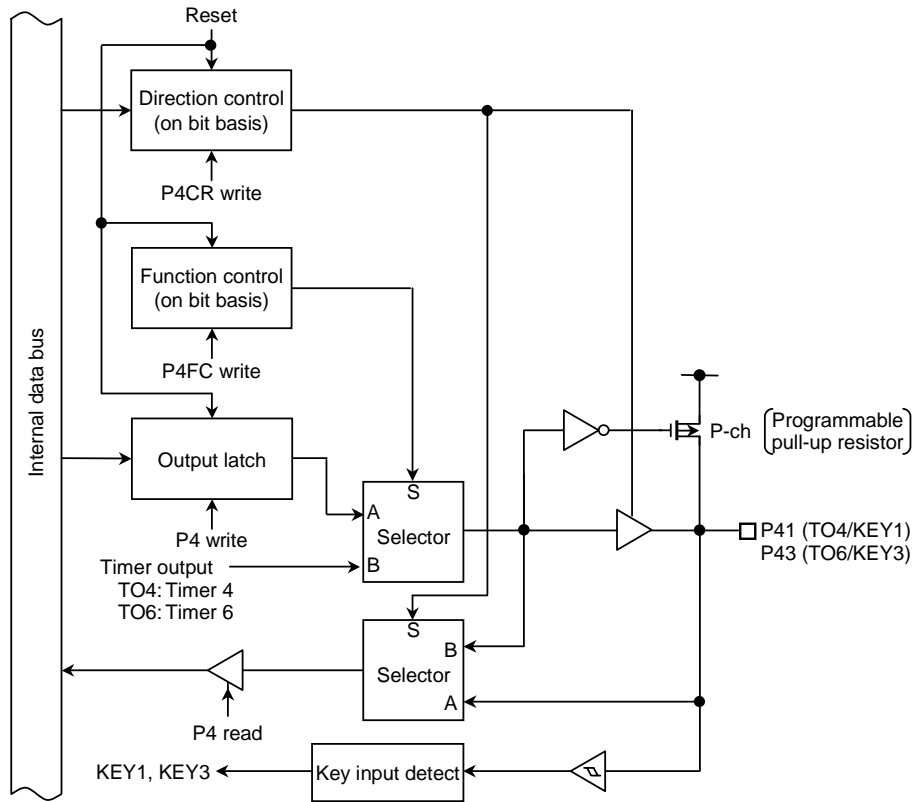 Reset
Direction control
(on bit basis)
P4CR write
Function control
(on bit basis)
P4FC write
Internal data bus
Output latch
P4 write
Timer output
TO4: Timer 4
TO6: Timer 6
S
A
Selector
B
P-ch
Programmable
pull-up resistor
P41 (TO4/KEY1)
P43 (TO6/KEY3)
S
B
Selector
A
P4 read
KEY1, KEY3
Key input detect